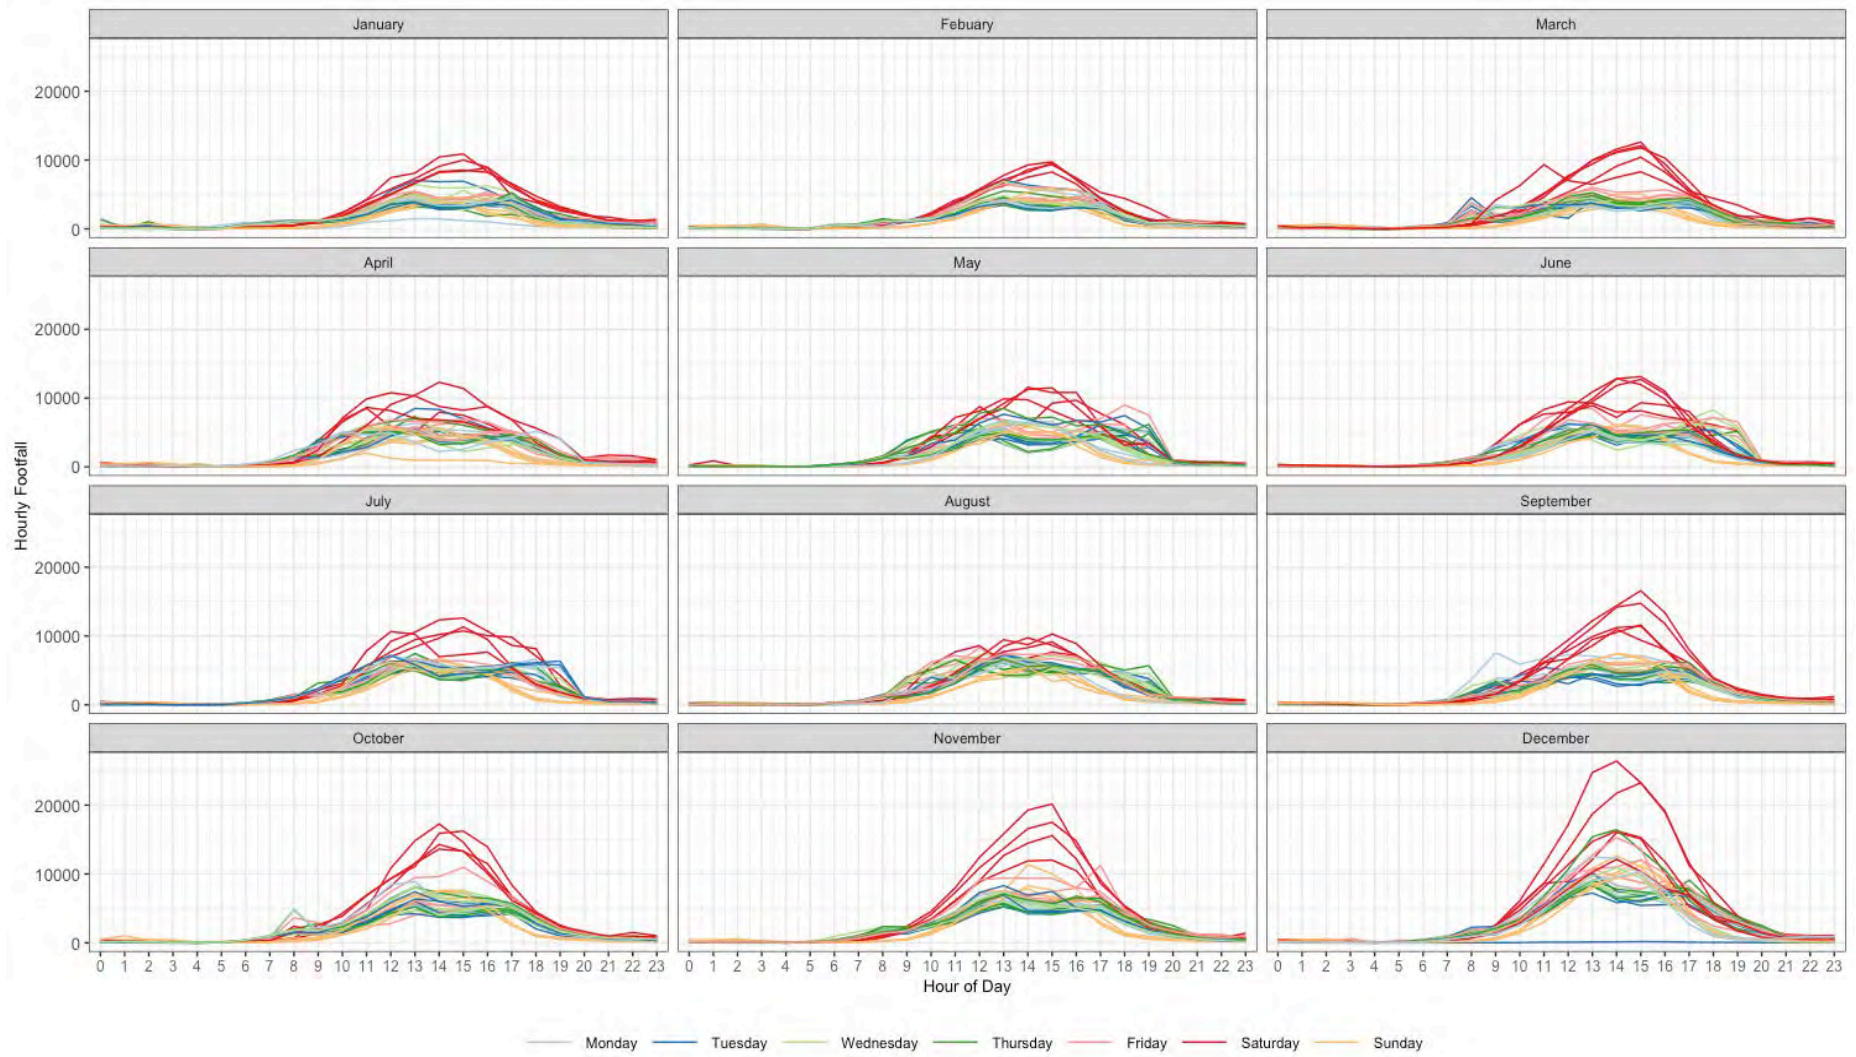 January
Febuary
March
20000
10000
0
April
May
June
20000
10000
0
July
August
September
20000
10000
0
October
November
December
20000
10000
0
0 1 2 3 4 5 6 7 8 9 10 11 12 13 14 15 16 17 18 19 20 21 22 23
0 1 2 3 4 5 6 7 8 9 10 11 12 13 14 15 16 17 18 19 20 21 22 23
0 1 2 3 4 5 6 7 8 9 10 11 12 13 14 15 16 17 18 19 20 21 22 23
Hourly Footfall
Hour of Day
Monday Tuesday Wednesday Thursday Friday Saturday Sunday